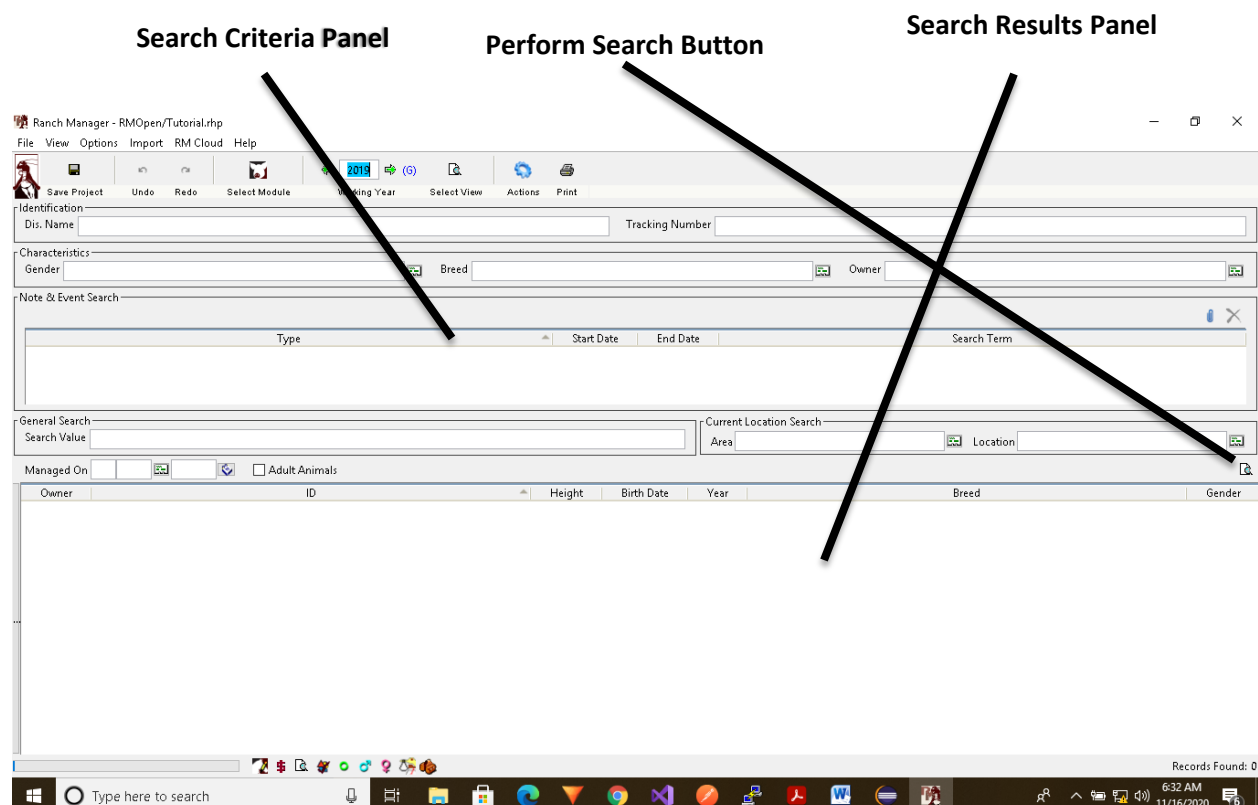 Search Criteria Panel
Perform Search Button
Search Results Panel
Ranch Manager - RMOpen/Tutorial.rhp
File View Options Import RM Cloud Help
2019 (G)
Save Project Undo Redo Select Module Working Year Select View Actions Print
Identification
Dis. Name Tracking Number
Characteristics
Gender Breed Owner
Note & Event Search
Type Start Date End Date Search Term
General Search Current Location Search
Search Value Area Location
Managed On Adult Animals
Owner ID Height Birth Date Year Breed Gender
Records Found: 0
Type here to search
6:32 AM
11/16/2020